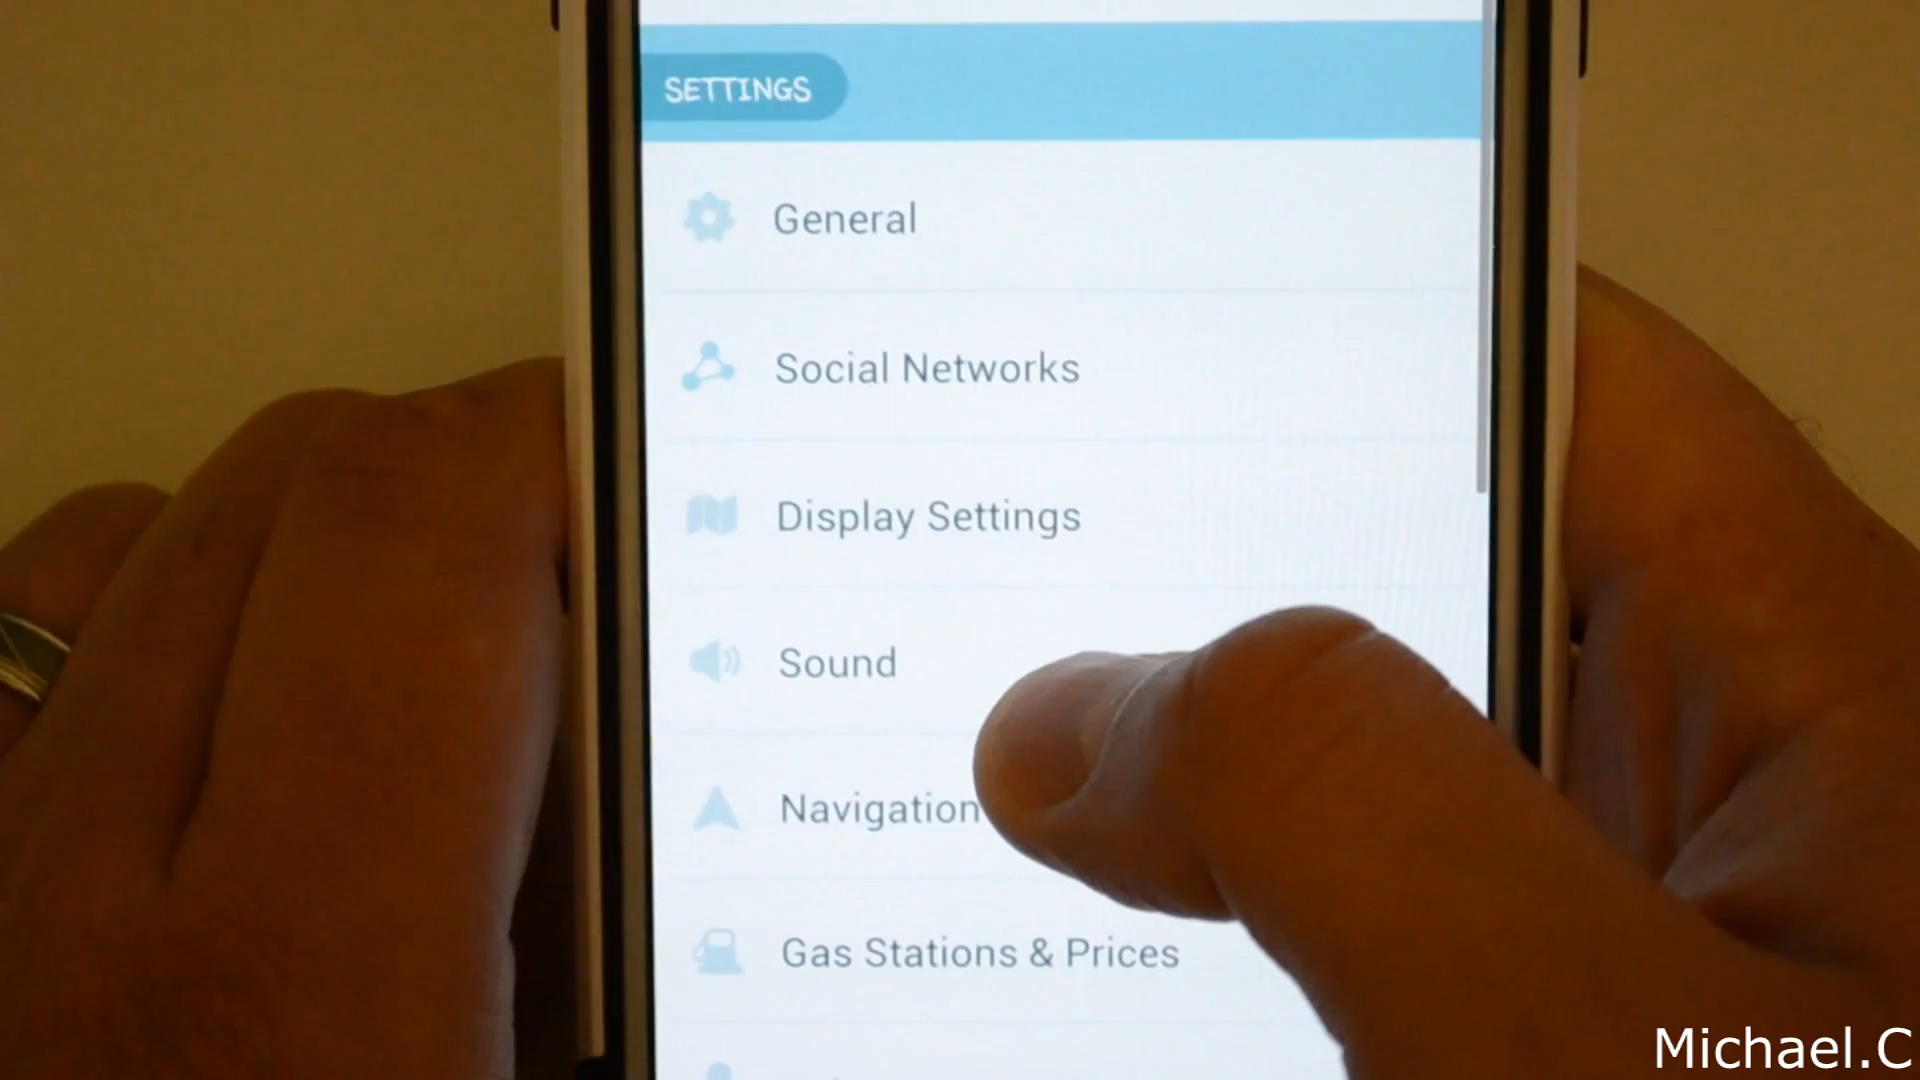 SETTINGS
General
Social Networks
Display Settings
Sound
Navigation
Gas Stations & Prices
Michael.C